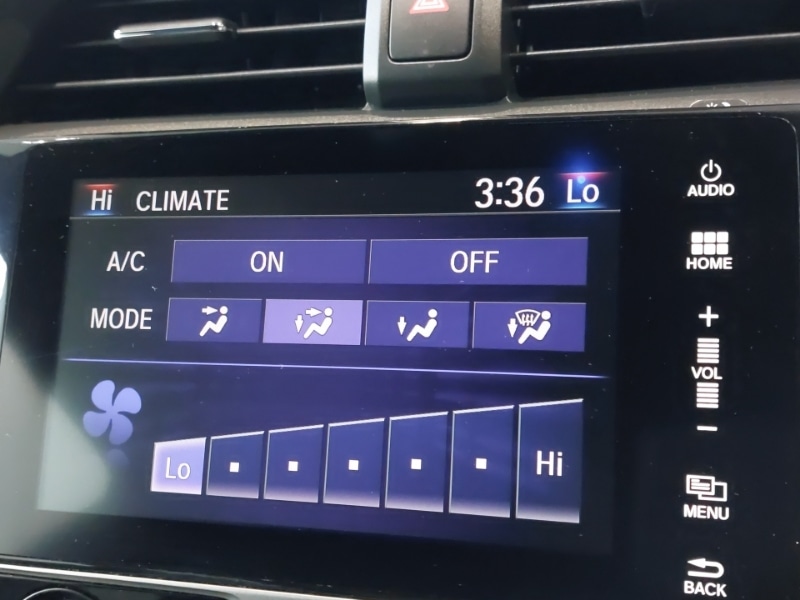 Hi CLIMATE 3:36 Lo
A/C ON OFF
MODE
Lo Hi
AUDIO
HOME
+
VOL
−
MENU
BACK